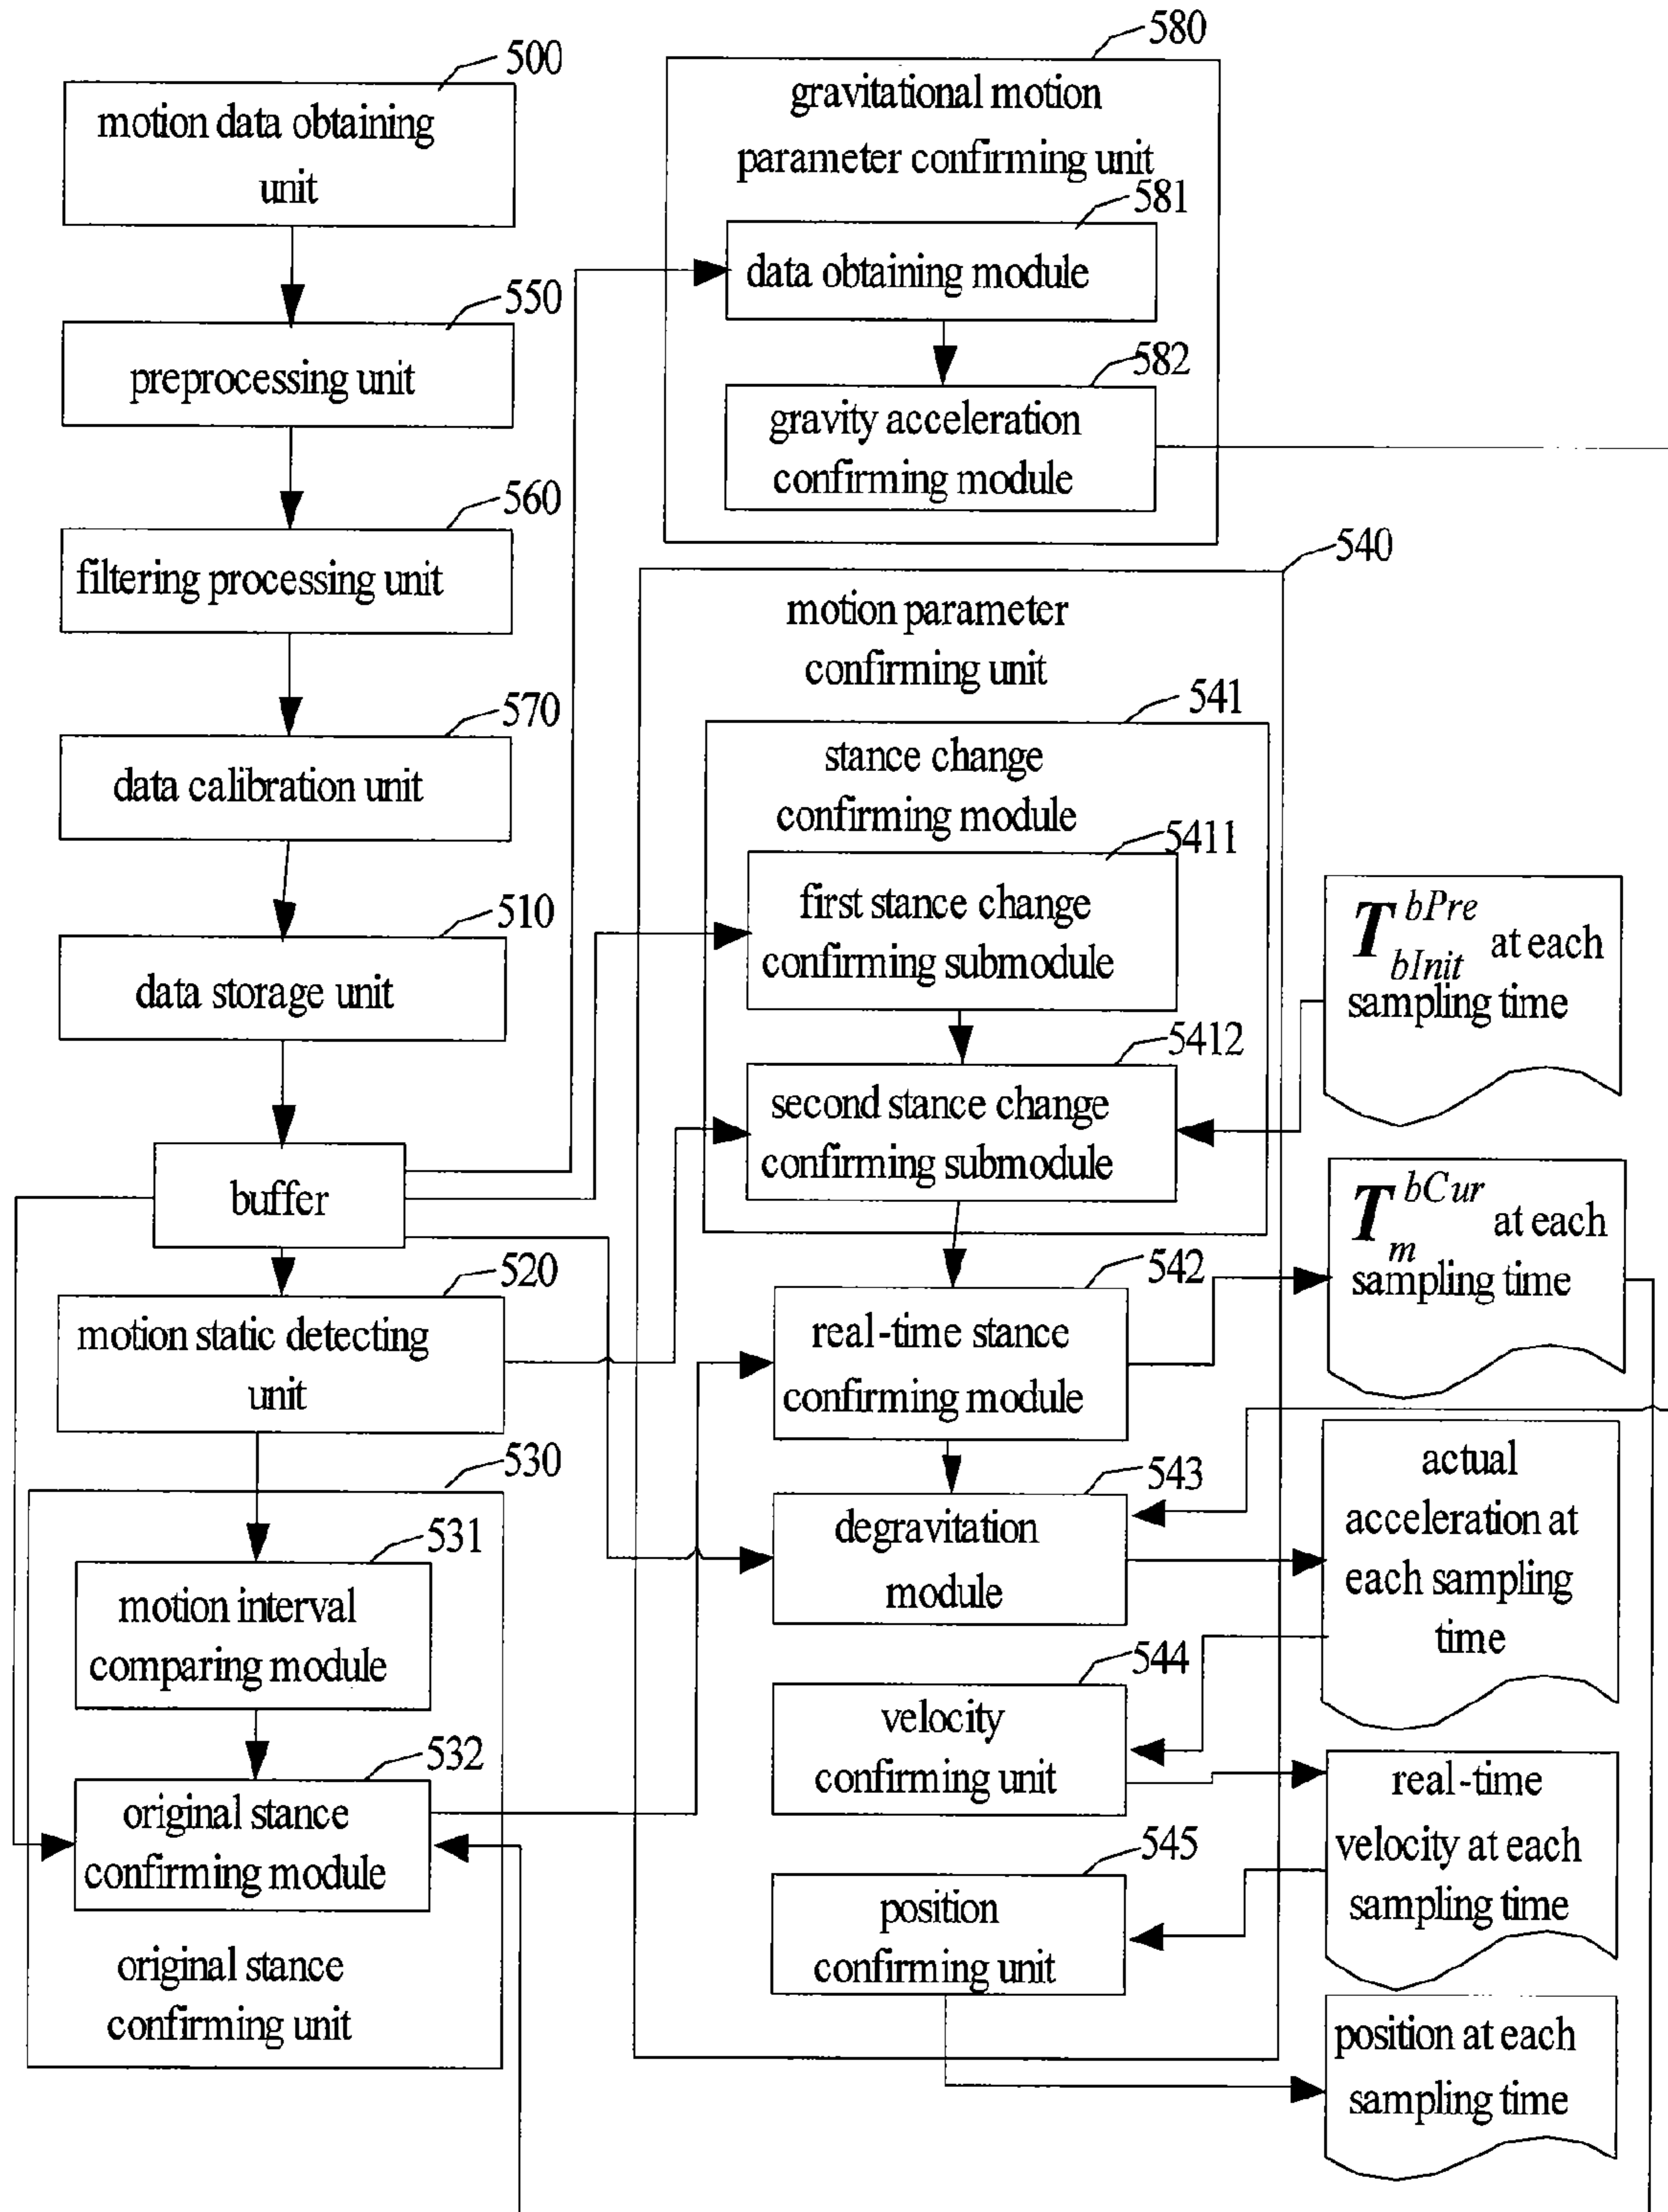 500
motion data obtaining
unit
550
preprocessing unit
560
filtering processing unit
570
data calibration unit
510
data storage unit
buffer
520
motion static detecting
unit
530
531
motion interval
comparing module
532
original stance
confirming module
original stance
confirming unit
580
gravitational motion
parameter confirming unit
581
data obtaining module
582
gravity acceleration
confirming module
540
motion parameter
confirming unit
541
stance change
confirming module
5411
first stance change
confirming submodule
5412
second stance change
confirming submodule
542
real-time stance
confirming module
543
degravitation
module
544
velocity
confirming unit
545
position
confirming unit
T bPre bInit at each
sampling time
T bCur m at each
sampling time
actual
acceleration at
each sampling
time
real-time
velocity at each
sampling time
position at each
sampling time